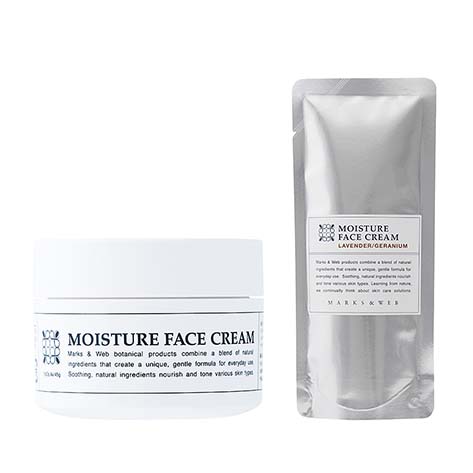 MOISTURE FACE CREAM
Marks & Web botanical products combine a blend of natural
ingredients that create a unique, gentle formula for everyday use.
Soothing, natural ingredients nourish and tone various skin types.
MOISTURE
FACE CREAM
LAVENDER/GERANIUM
Marks & Web products combine a blend of natural
ingredients that create a unique, gentle formula for
everyday use. Soothing, natural ingredients nourish
and tone various skin types. Learning from nature,
we continually think about skin care solutions
MARKS & WEB